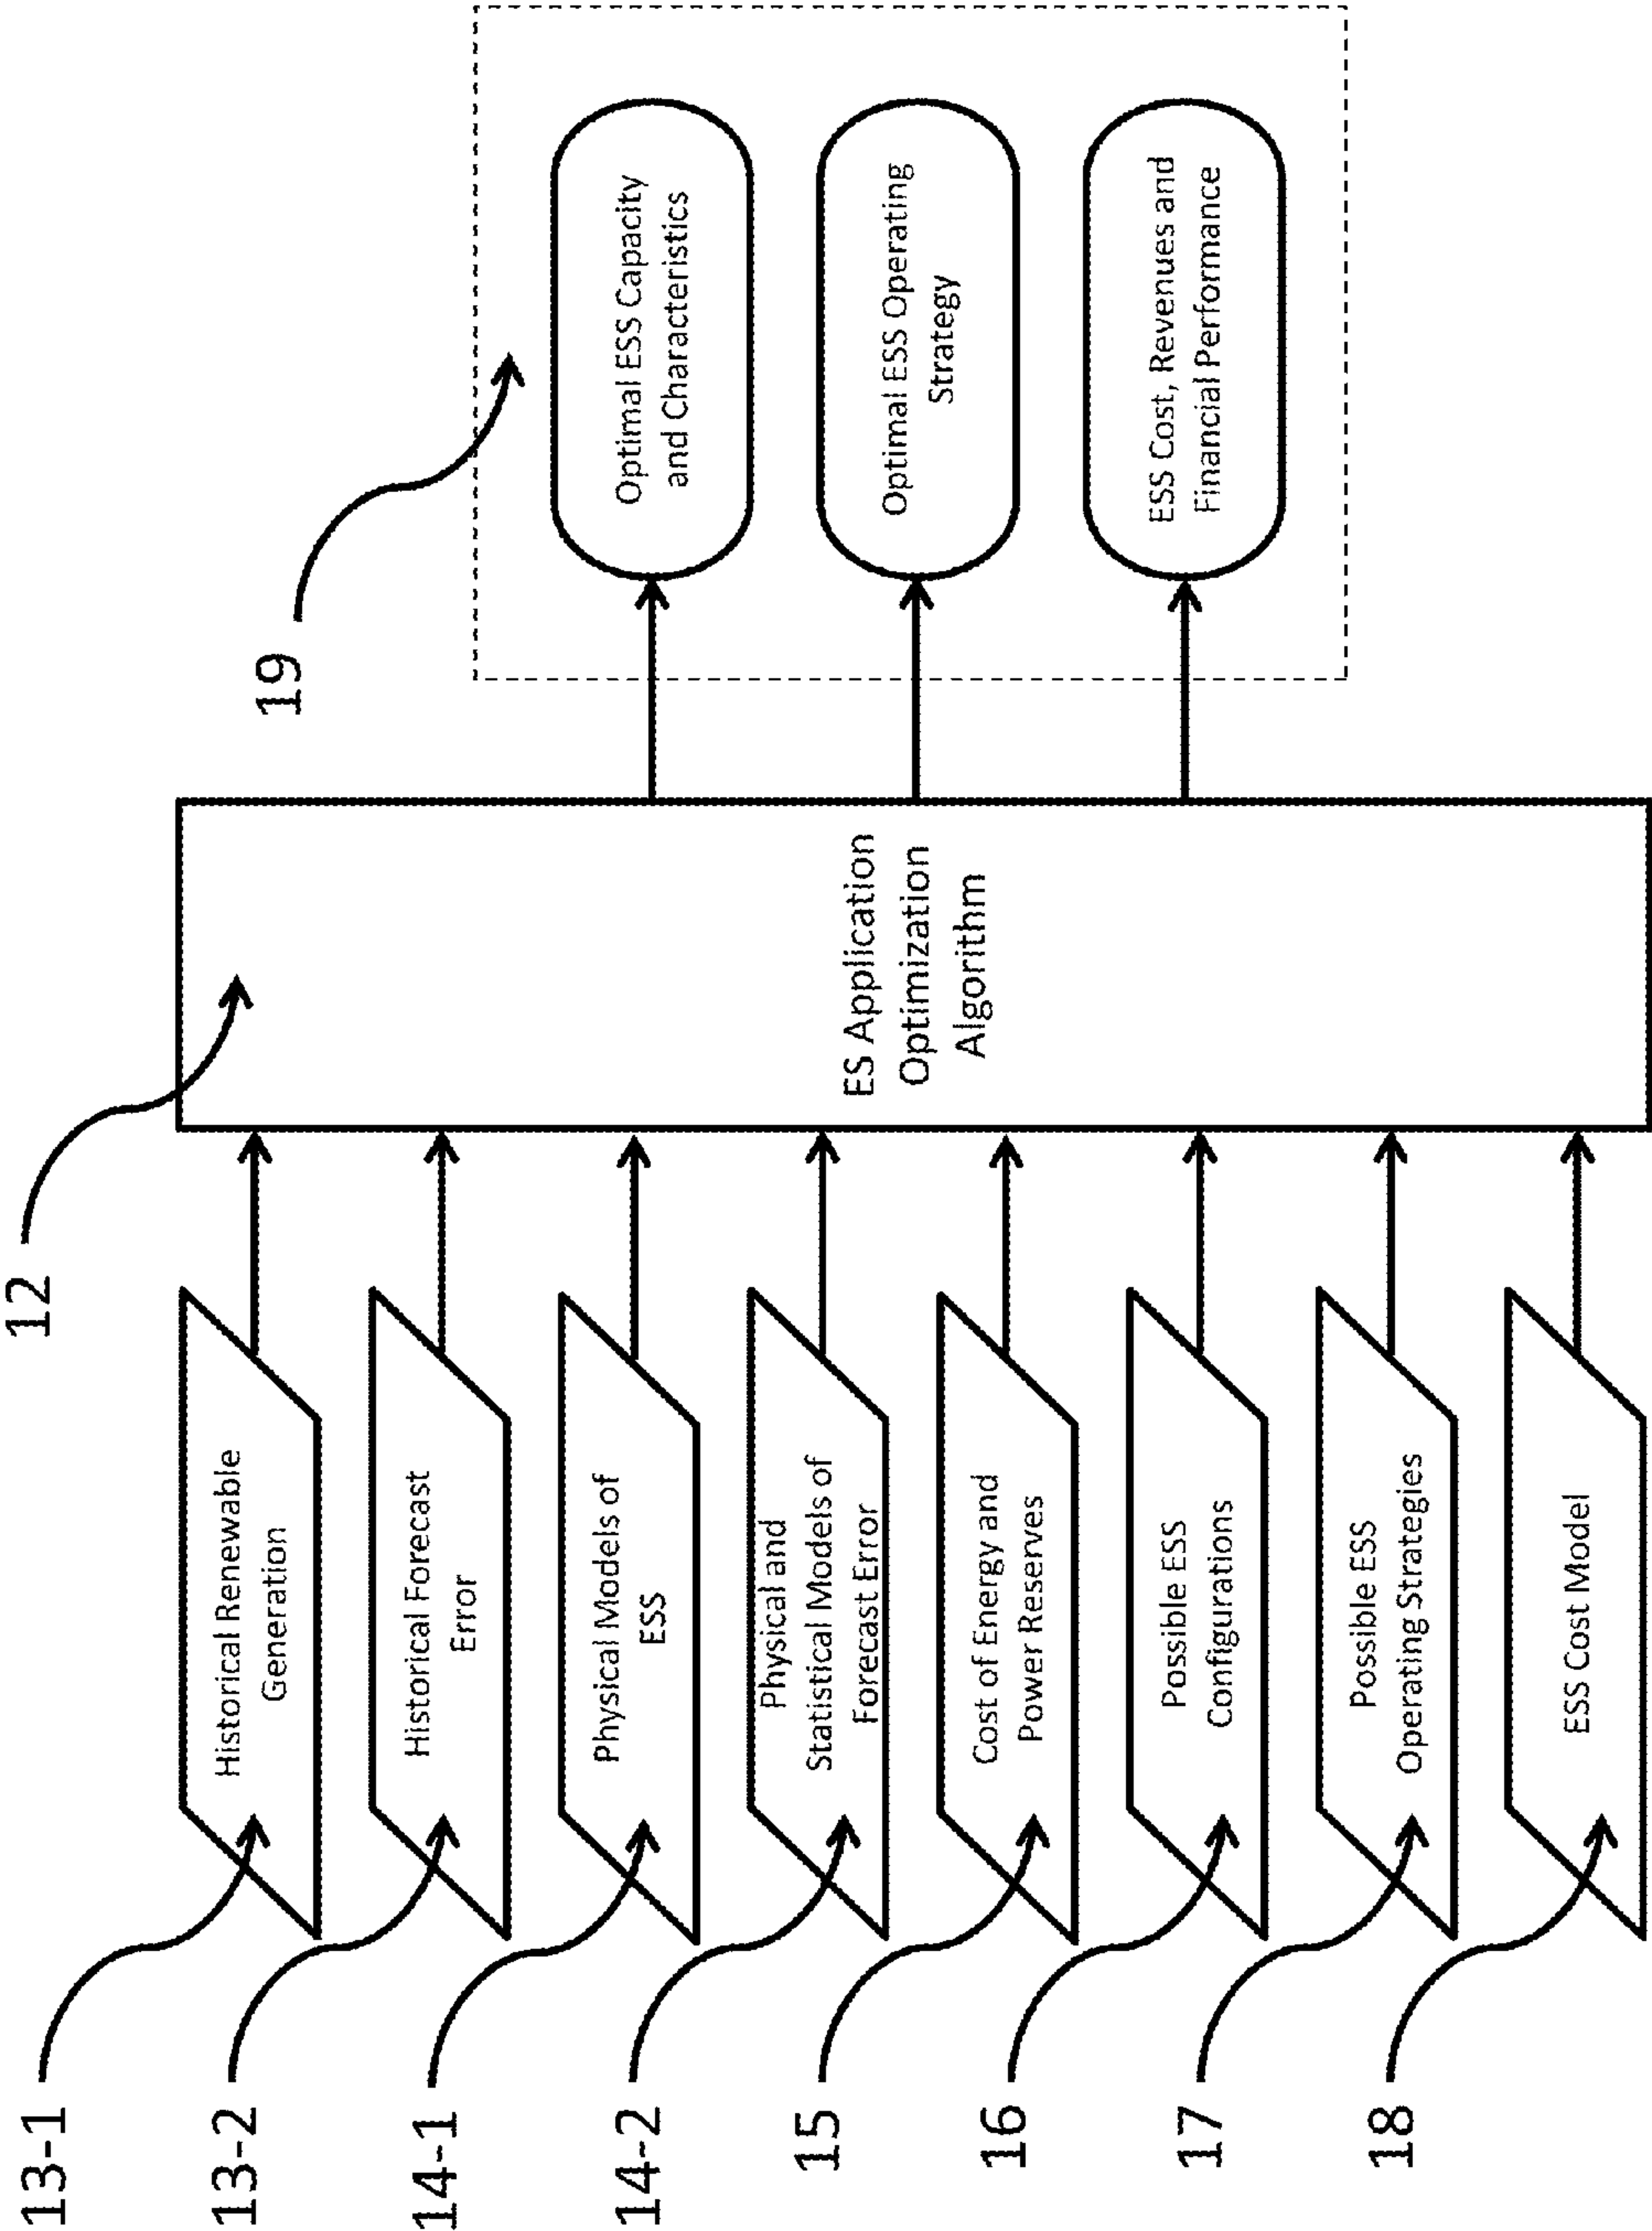 13-1
Historical Renewable
Generation
13-2
Historical Forecast
Error
14-1
Physical Models of
ESS
14-2
Physical and
Statistical Models of
Forecast Error
15
Cost of Energy and
Power Reserves
16
Possible ESS
Configurations
17
Possible ESS
Operating Strategies
18
ESS Cost Model
12
ES Application
Optimization
Algorithm
19
Optimal ESS Capacity
and Characteristics
Optimal ESS Operating
Strategy
ESS Cost, Revenues and
Financial Performance